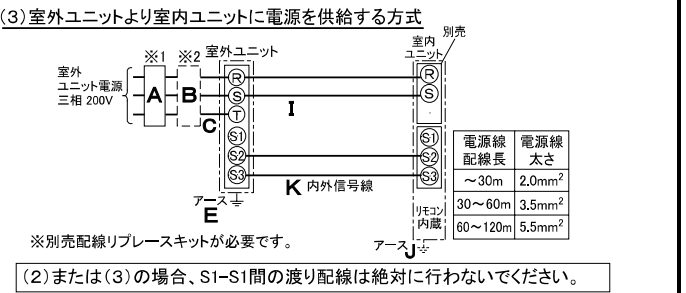 (3)室外ユニットより室内ユニットに電源を供給する方式
別売
※1 ※2 室外ユニット
室内
ユニット
室外
ユニット電源
三相 200V
A
B
C
R
S
T
S1
S2
S3
I
R
S
S1
S2
S3
K 内外信号線
アース
E
リモコン
内蔵
アース J
電源線
配線長
電源線
太さ
~30m 2.0mm²
30~60m 3.5mm²
60~120m 5.5mm²
※別売配線リプレースキットが必要です。
(2)または(3)の場合、S1-S1間の渡り配線は絶対に行わないでください。